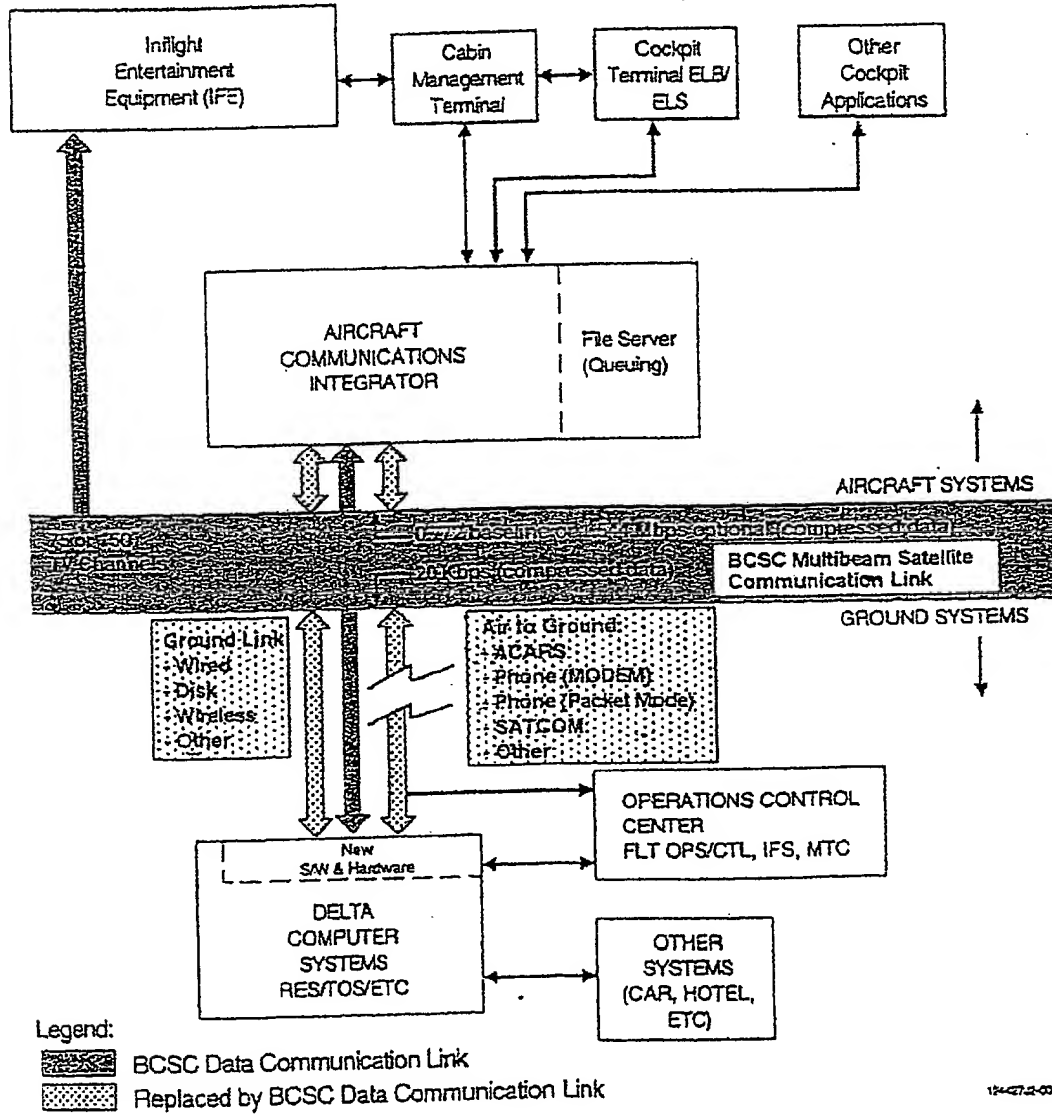 Inflight
Entertainment
Equipment (IFE)
Cabin
Management
Terminal
Cockpit
Terminal ELB/
ELS
Other
Cockpit
Applications
AIRCRAFT
COMMUNICATIONS
INTEGRATOR
File Server
(Queuing)
AIRCRAFT SYSTEMS
TV Channels
baseline or
Mbps optional (compressed data)
20 Kbps (compressed data)
BCSC Multibeam Satellite
Communication Link
GROUND SYSTEMS
Ground Link
- Wired
- Disk
- Wireless
- Other
Air to Ground:
- ACARS
- Phone (MODEM)
- Phone (Packet Mode)
- SATCOM
- Other
New
S/W & Hardware
DELTA
COMPUTER
SYSTEMS
RES/TOS/ETC
OPERATIONS CONTROL
CENTER
FLT OPS/CTL, IFS, MTC
OTHER
SYSTEMS
(CAR, HOTEL,
ETC)
Legend:
BCSC Data Communication Link
Replaced by BCSC Data Communication Link